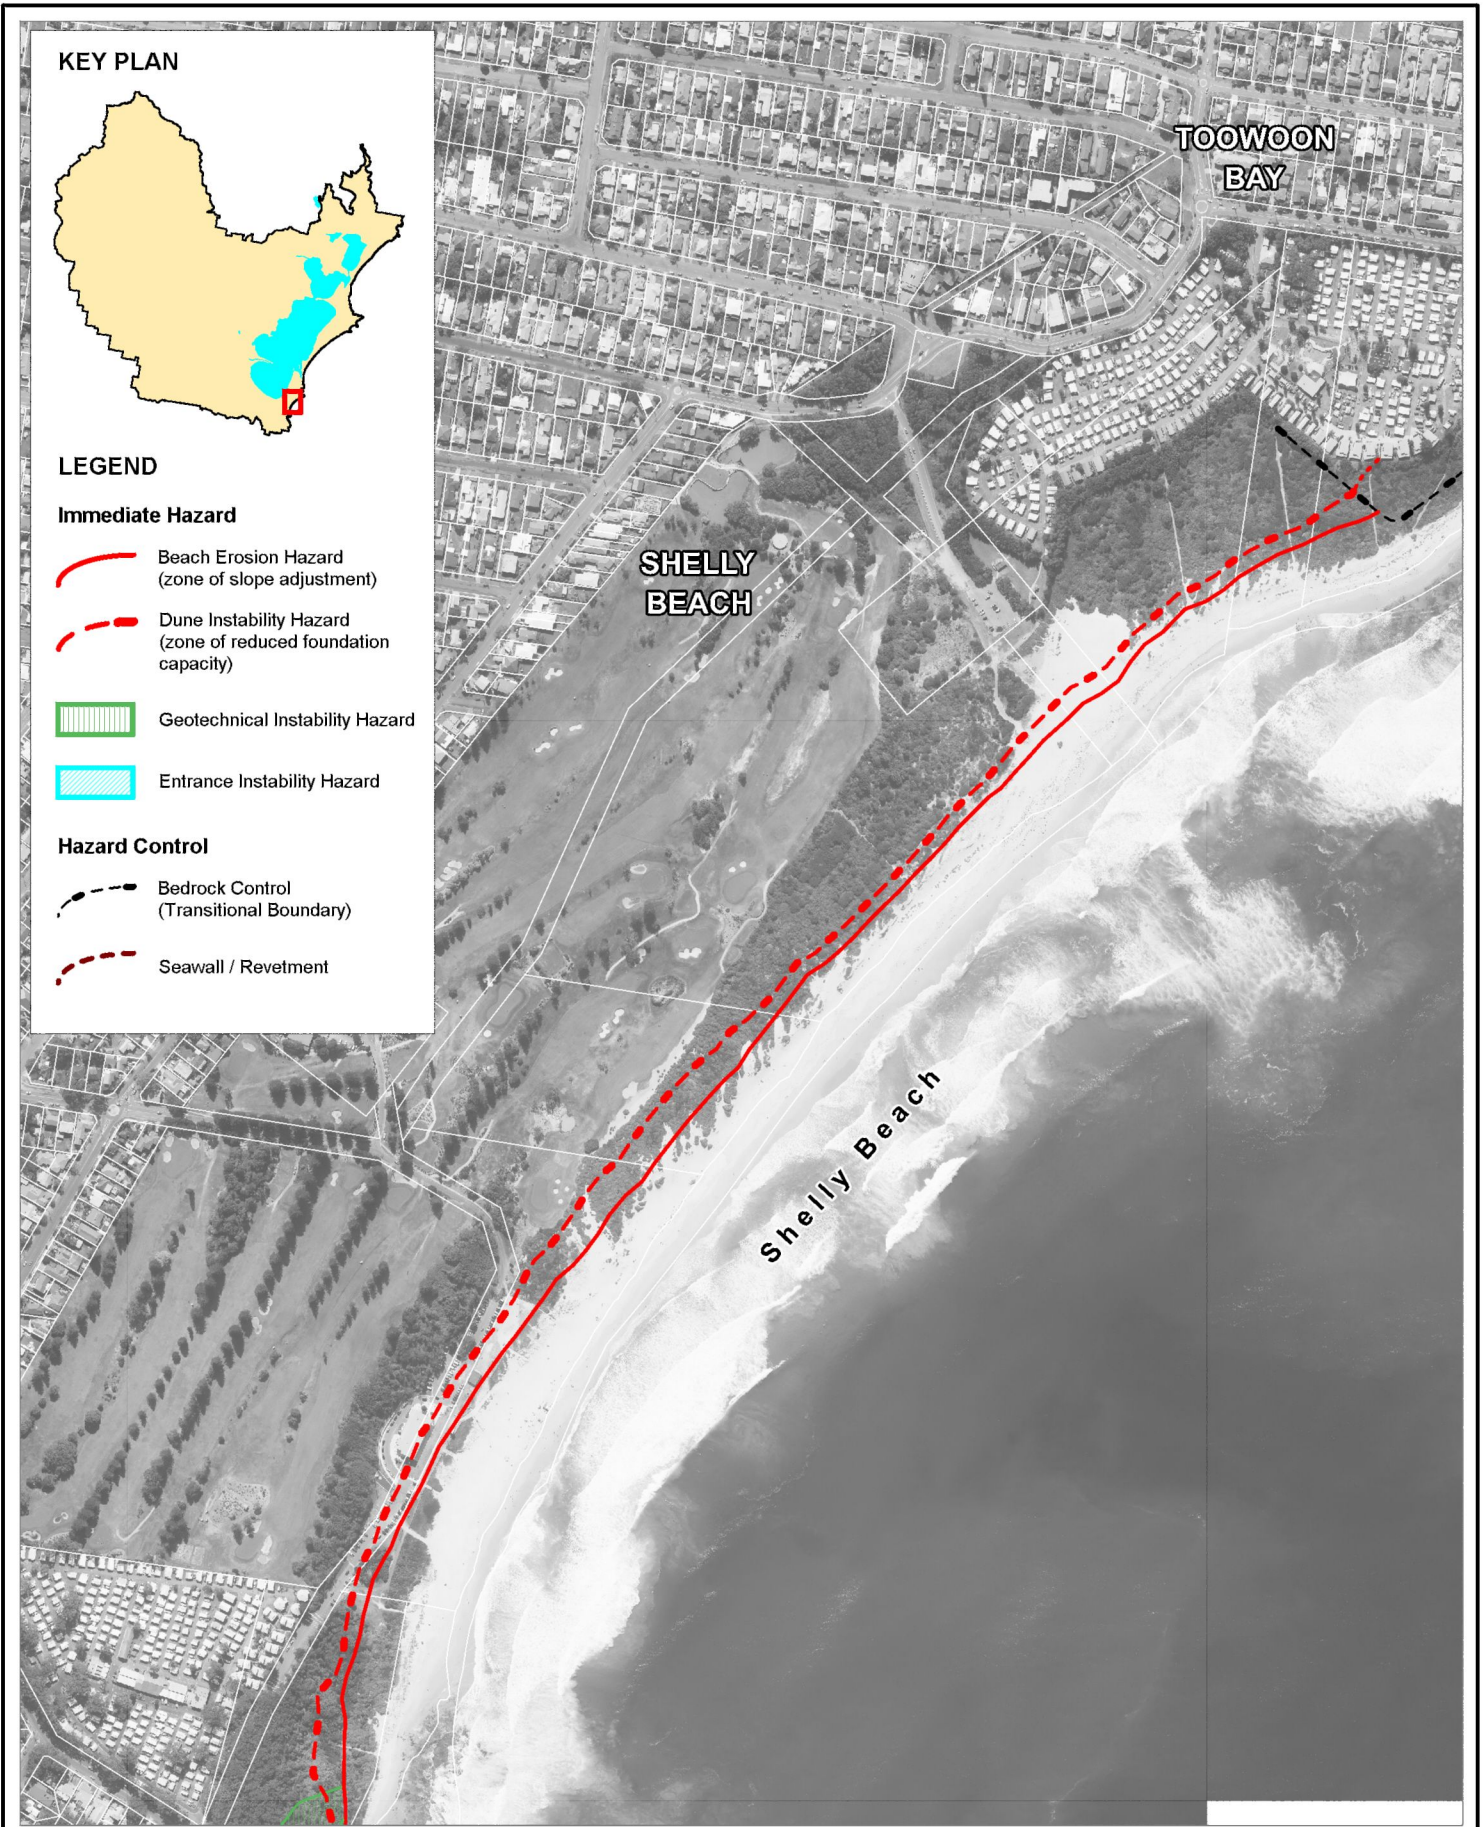 KEY PLAN
LEGEND
Immediate Hazard
Beach Erosion Hazard
(zone of slope adjustment)
Dune Instability Hazard
(zone of reduced foundation
capacity)
Geotechnical Instability Hazard
Entrance Instability Hazard
Hazard Control
Bedrock Control
(Transitional Boundary)
Seawall / Revetment
TOOWOON
BAY
SHELLY
BEACH
Shelly Beach